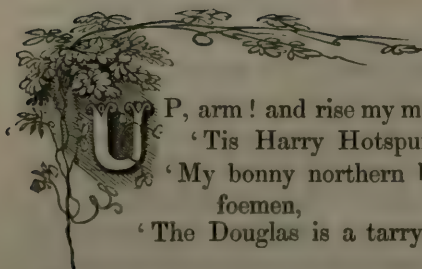 ‘UP, arm ! and rise my m
‘Tis Harry Hotspu
‘My bonny northern
foemen,
‘The Douglas is a tarry